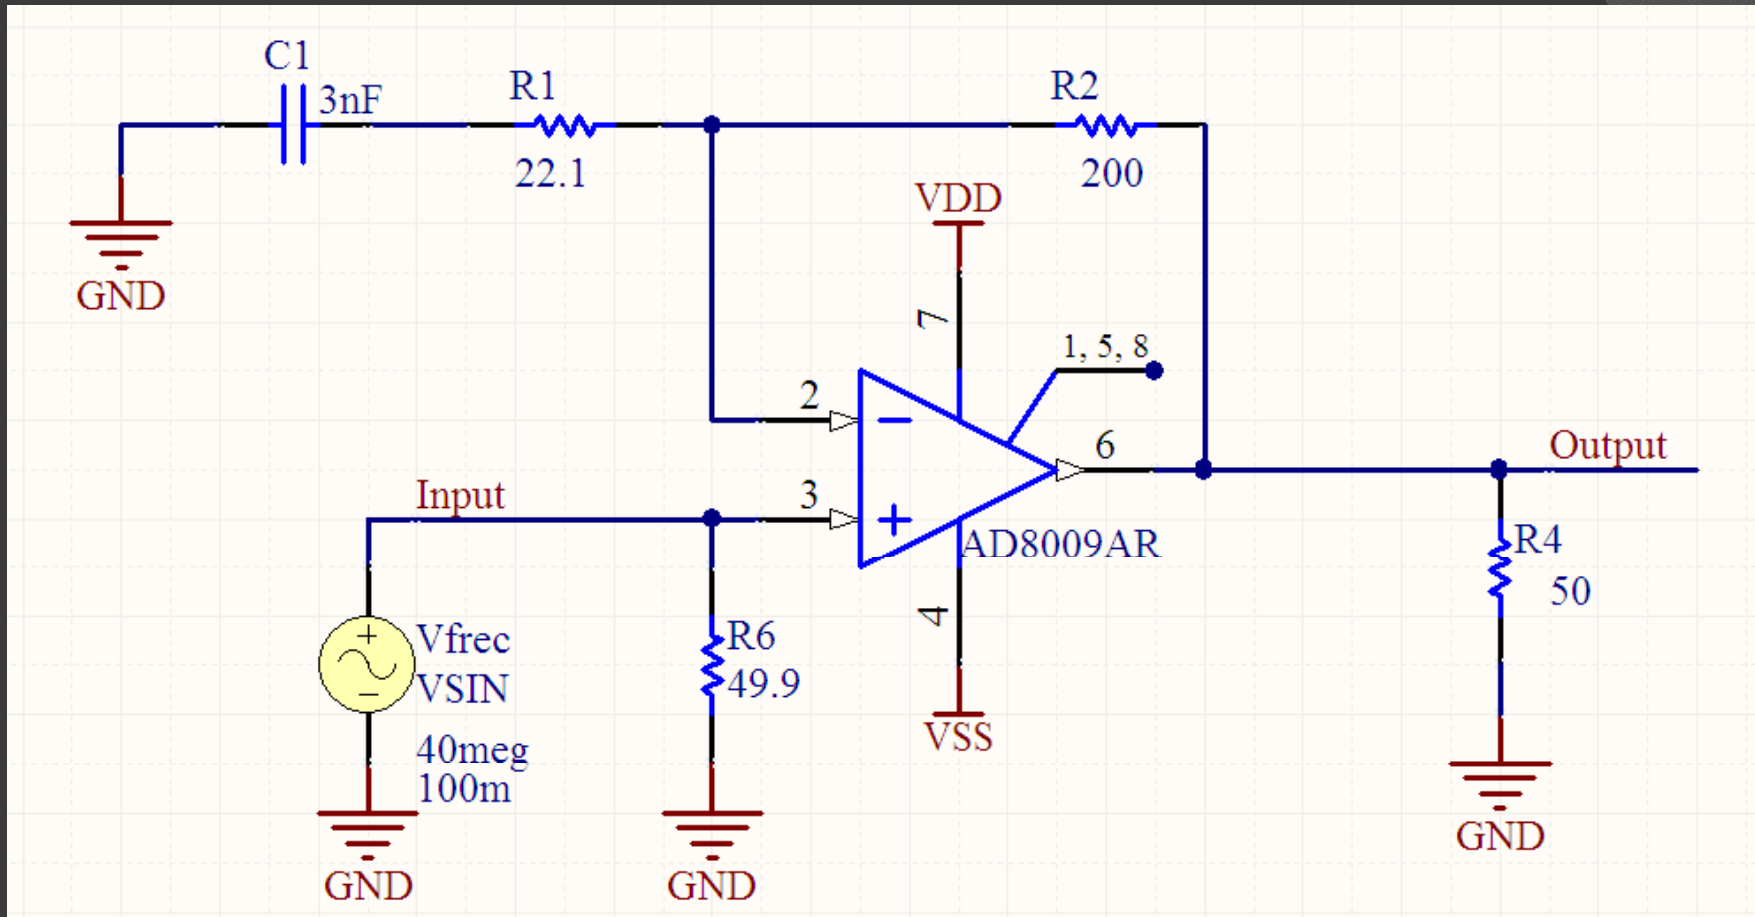 C1
3nF
R1
22.1
R2
200
GND
VDD
7
1, 5, 8
2
6
Output
Input
3
AD8009AR
R4
50
4
Vfrec
VSIN
R6
49.9
40meg
100m
VSS
GND
GND
GND